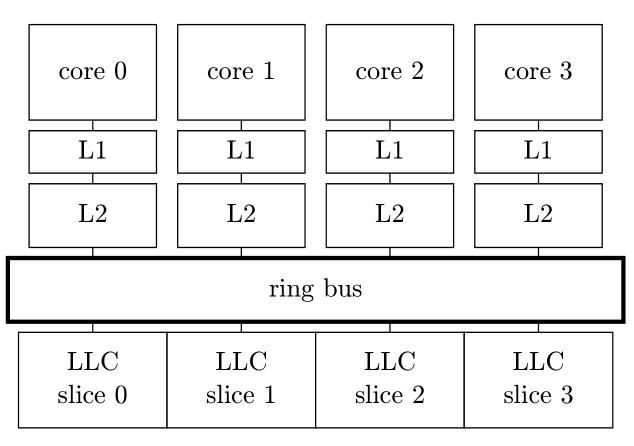 core 0
core 1
core 2
core 3
L1
L1
L1
L1
L2
L2
L2
L2
ring bus
LLC
slice 0
LLC
slice 1
LLC
slice 2
LLC
slice 3